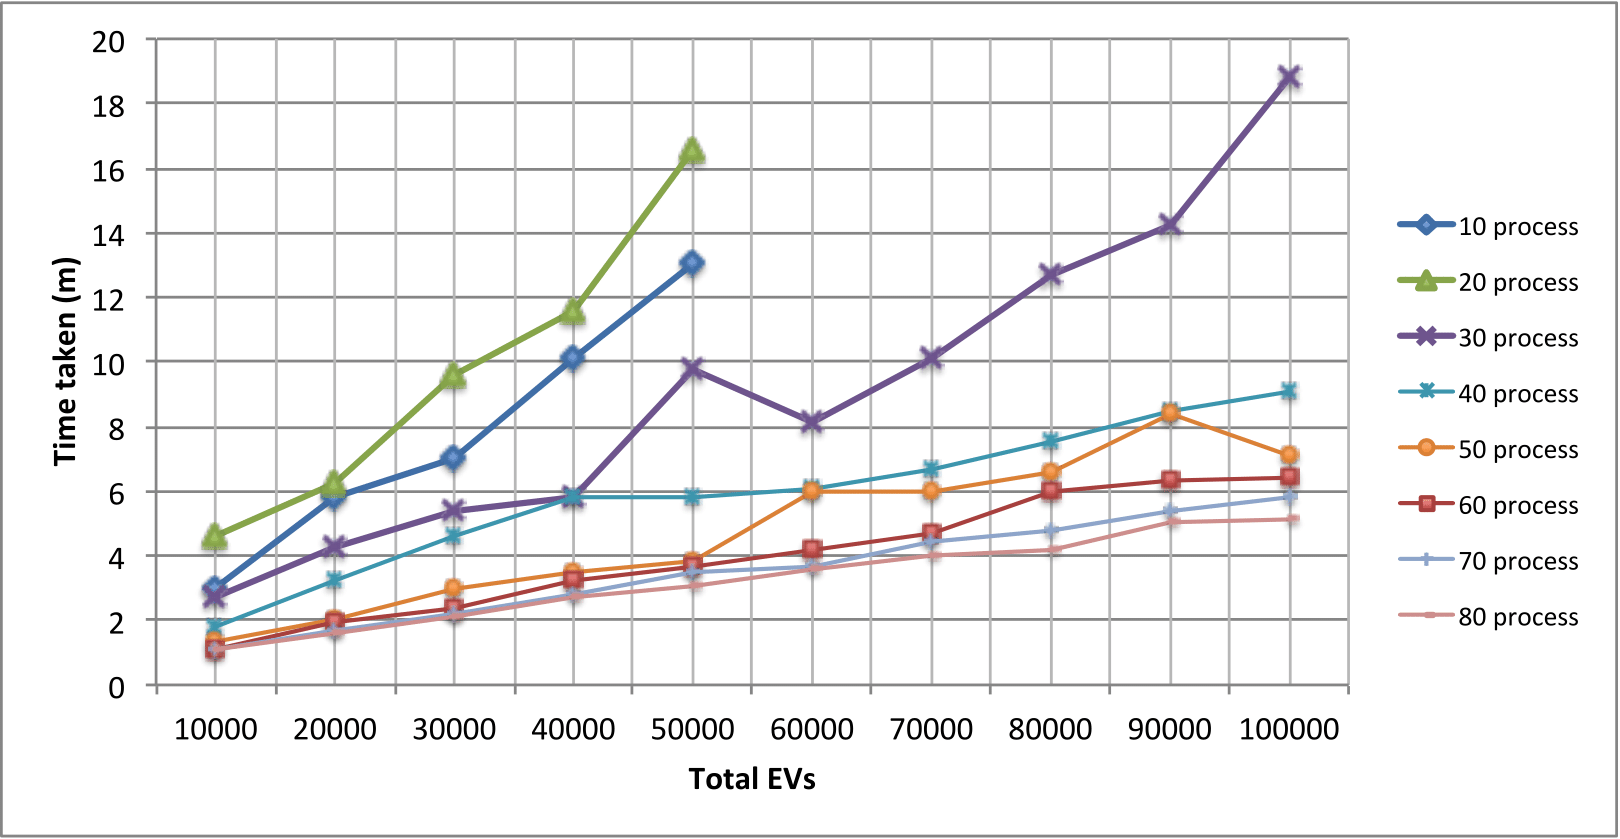 20
18
16
14
12
10
8
6
4
2
0
Time taken (m)
10000 20000 30000 40000 50000 60000 70000 80000 90000 100000
Total EVs
10 process
20 process
30 process
40 process
50 process
60 process
70 process
80 process